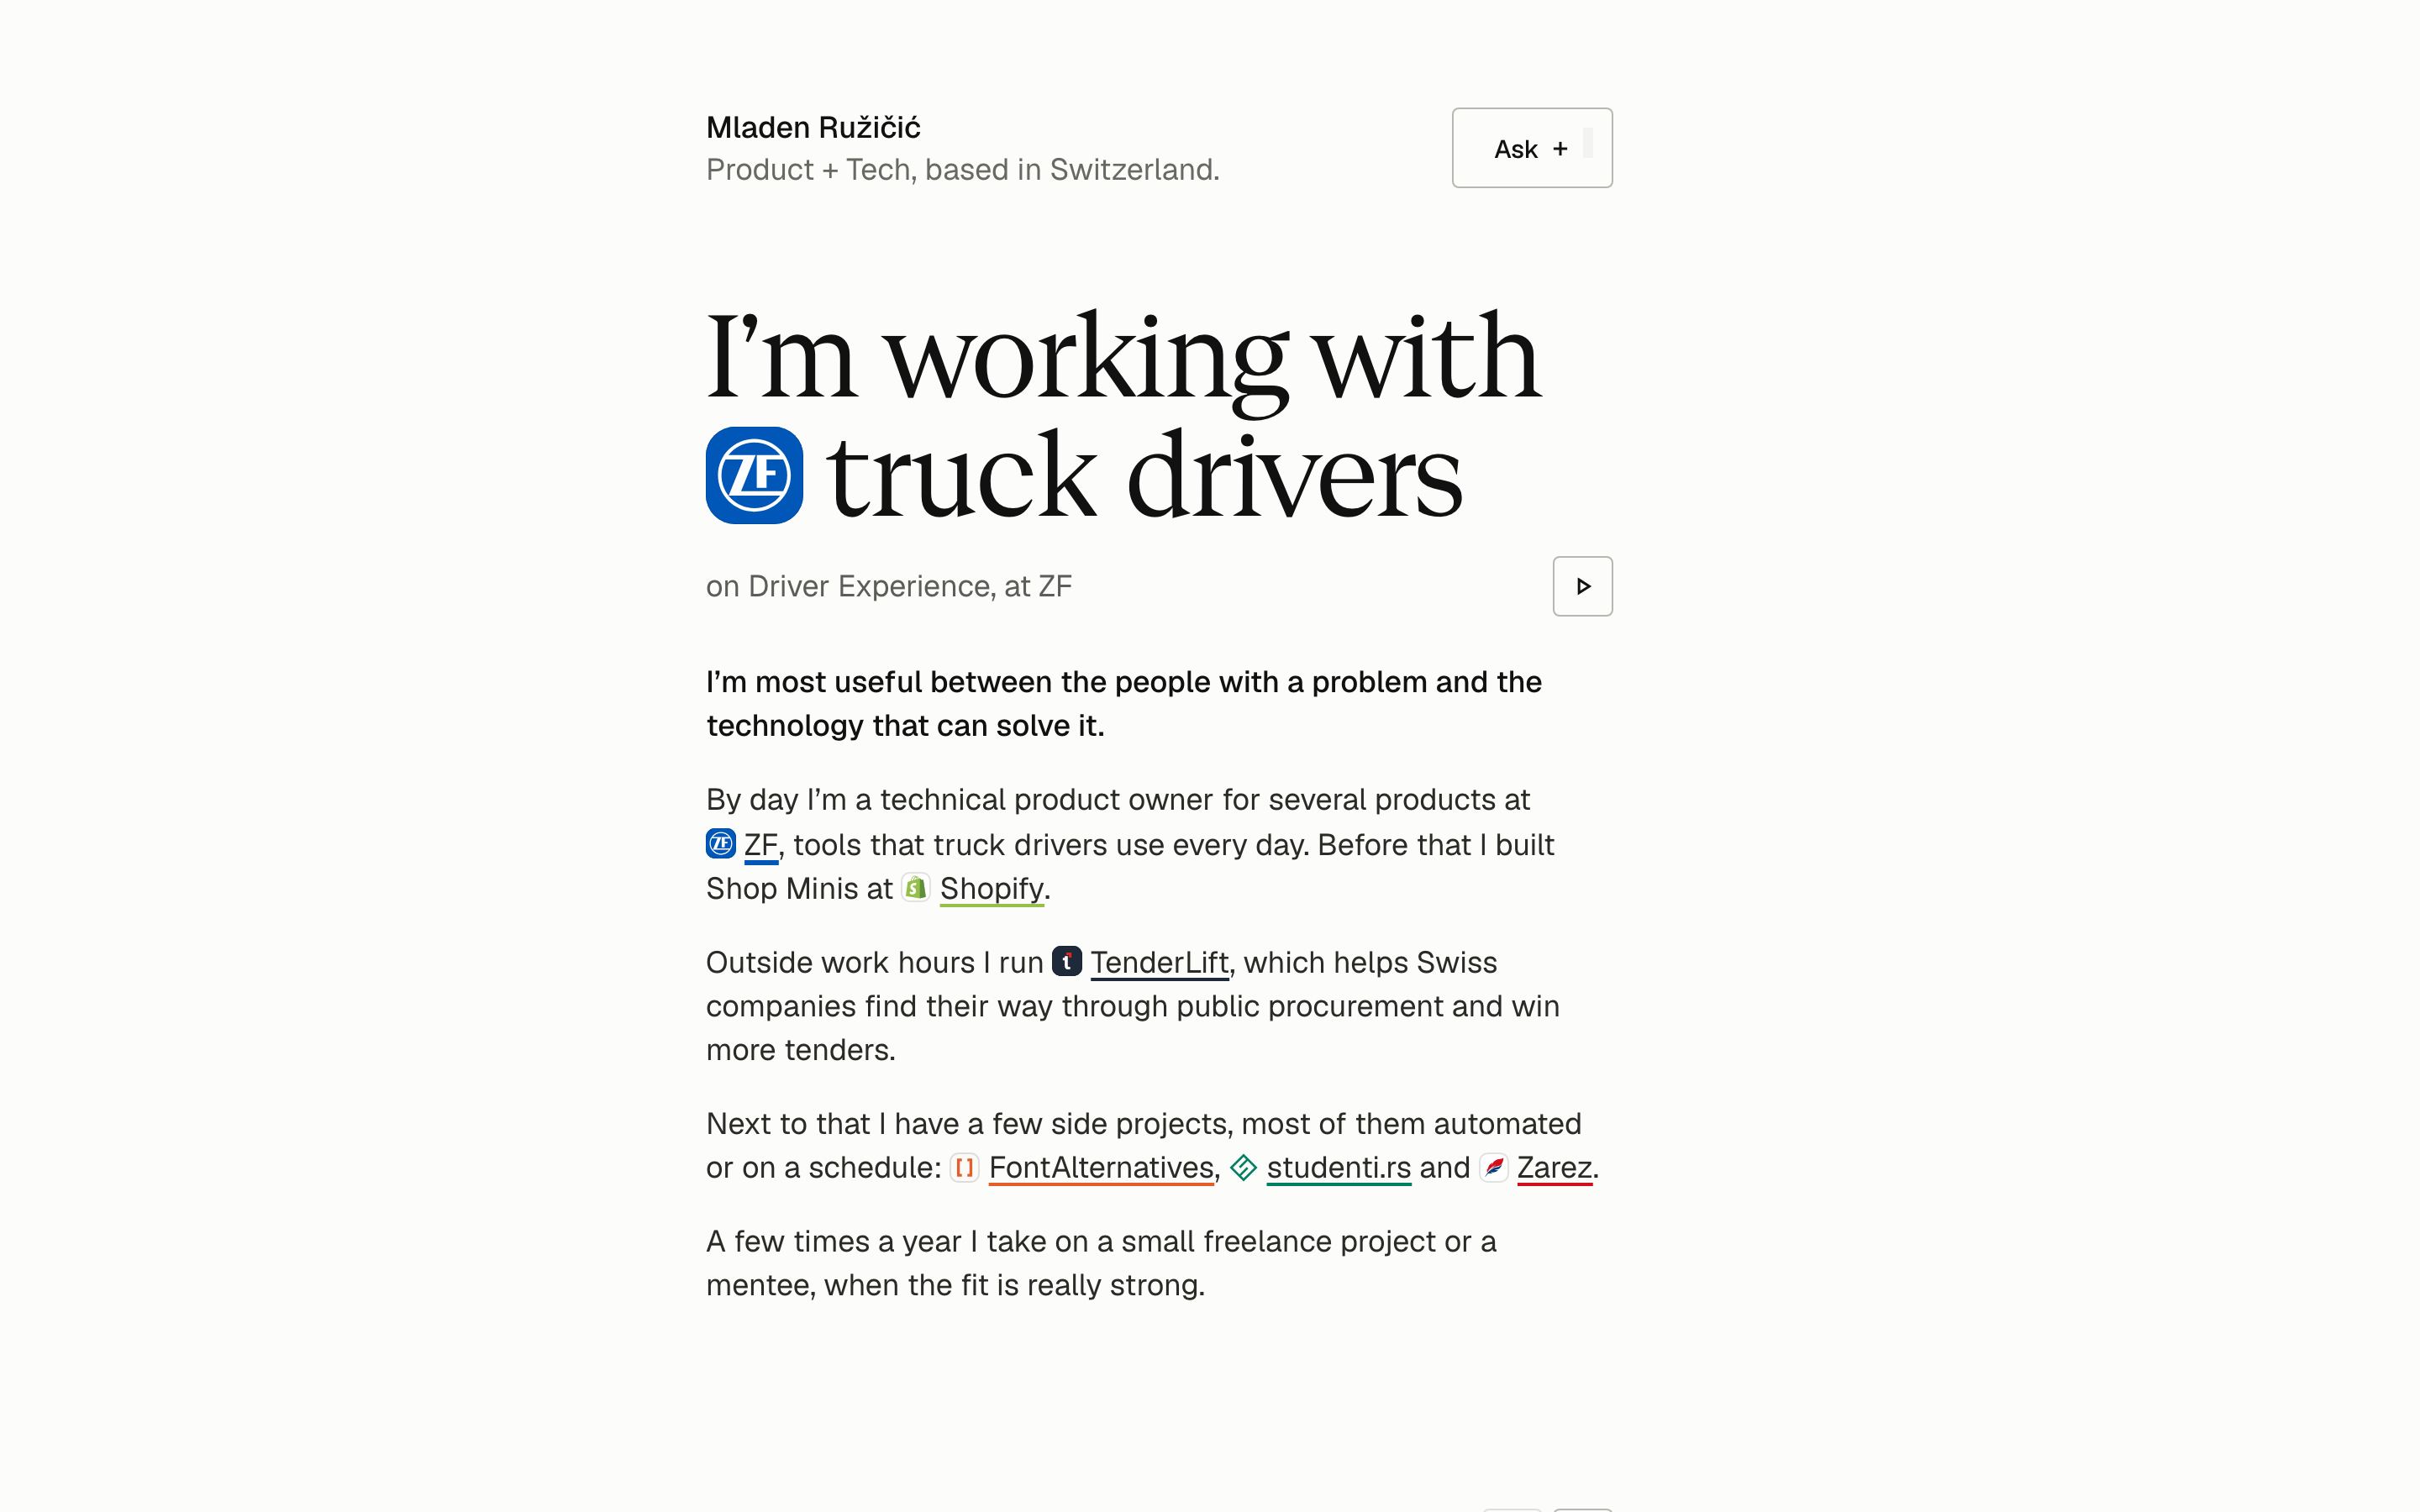 Mladen Ružičić
Ask +
Product + Tech, based in Switzerland.
I’m working with
ZF truck drivers
on Driver Experience, at ZF
I’m most useful between the people with a problem and the
technology that can solve it.
By day I’m a technical product owner for several products at
ZF ZF, tools that truck drivers use every day. Before that I built
Shop Minis at S Shopify.
Outside work hours I run t TenderLift, which helps Swiss
companies find their way through public procurement and win
more tenders.
Next to that I have a few side projects, most of them automated
or on a schedule: [] FontAlternatives, studenti.rs and Zarez.
A few times a year I take on a small freelance project or a
mentee, when the fit is really strong.